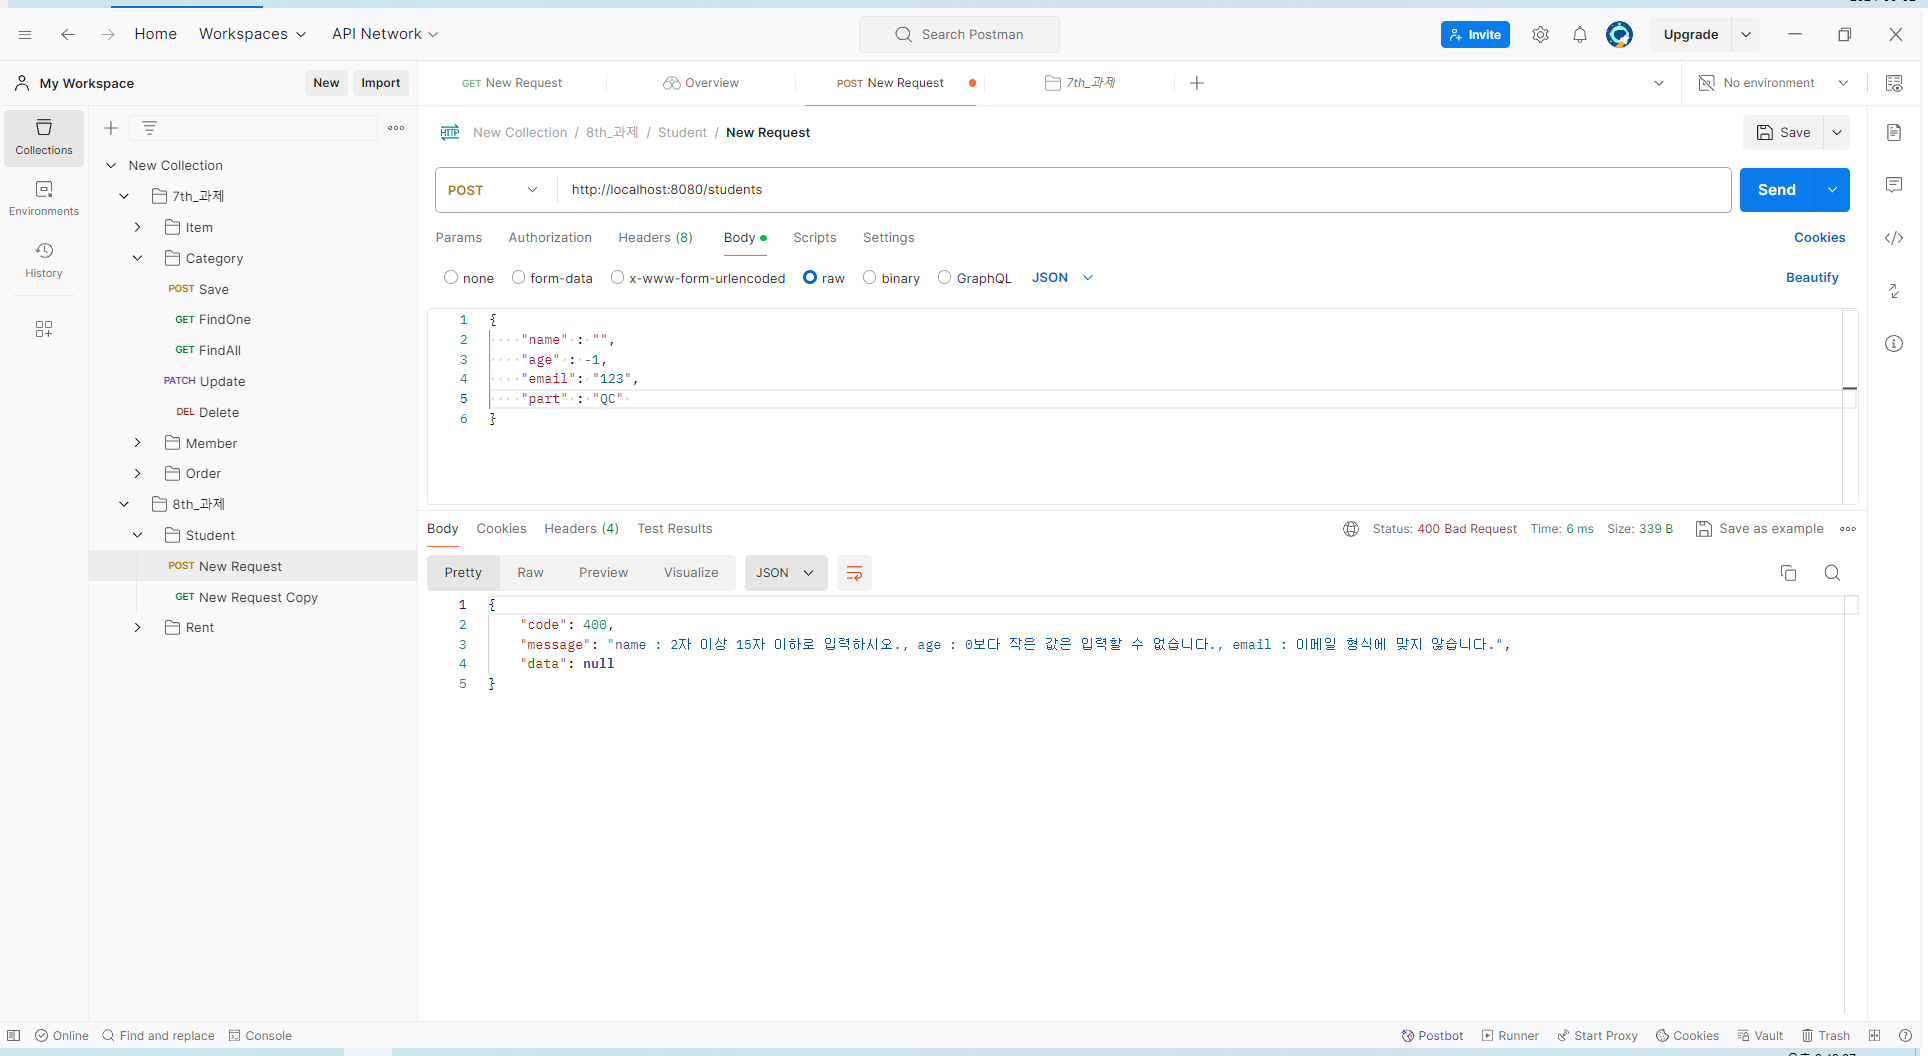 Home Workspaces API Network Search Postman Invite Upgrade
My Workspace New Import GET New Request Overview POST New Request 7th_과제 No environment
Collections
Environments
History
New Collection
7th_과제
Item
Category
POST Save
GET FindOne
GET FindAll
PATCH Update
DEL Delete
Member
Order
8th_과제
Student
POST New Request
GET New Request Copy
Rent
HTTP New Collection / 8th_과제 / Student / New Request Save
POST http://localhost:8080/students Send
Params Authorization Headers (8) Body Scripts Settings Cookies
none form-data x-www-form-urlencoded raw binary GraphQL JSON Beautify
1 {
2 "name" : "",
3 "age" : -1,
4 "email": "123",
5 "part" : "QC"
6 }
Body Cookies Headers (4) Test Results Status: 400 Bad Request Time: 6 ms Size: 339 B Save as example
Pretty Raw Preview Visualize JSON
1 {
2 "code": 400,
3 "message": "name : 2자 이상 15자 이하로 입력하시오., age : 0보다 작은 값은 입력할 수 없습니다., email : 이메일 형식에 맞지 않습니다.",
4 "data": null
5 }
Online Find and replace Console Postbot Runner Start Proxy Cookies Vault Trash